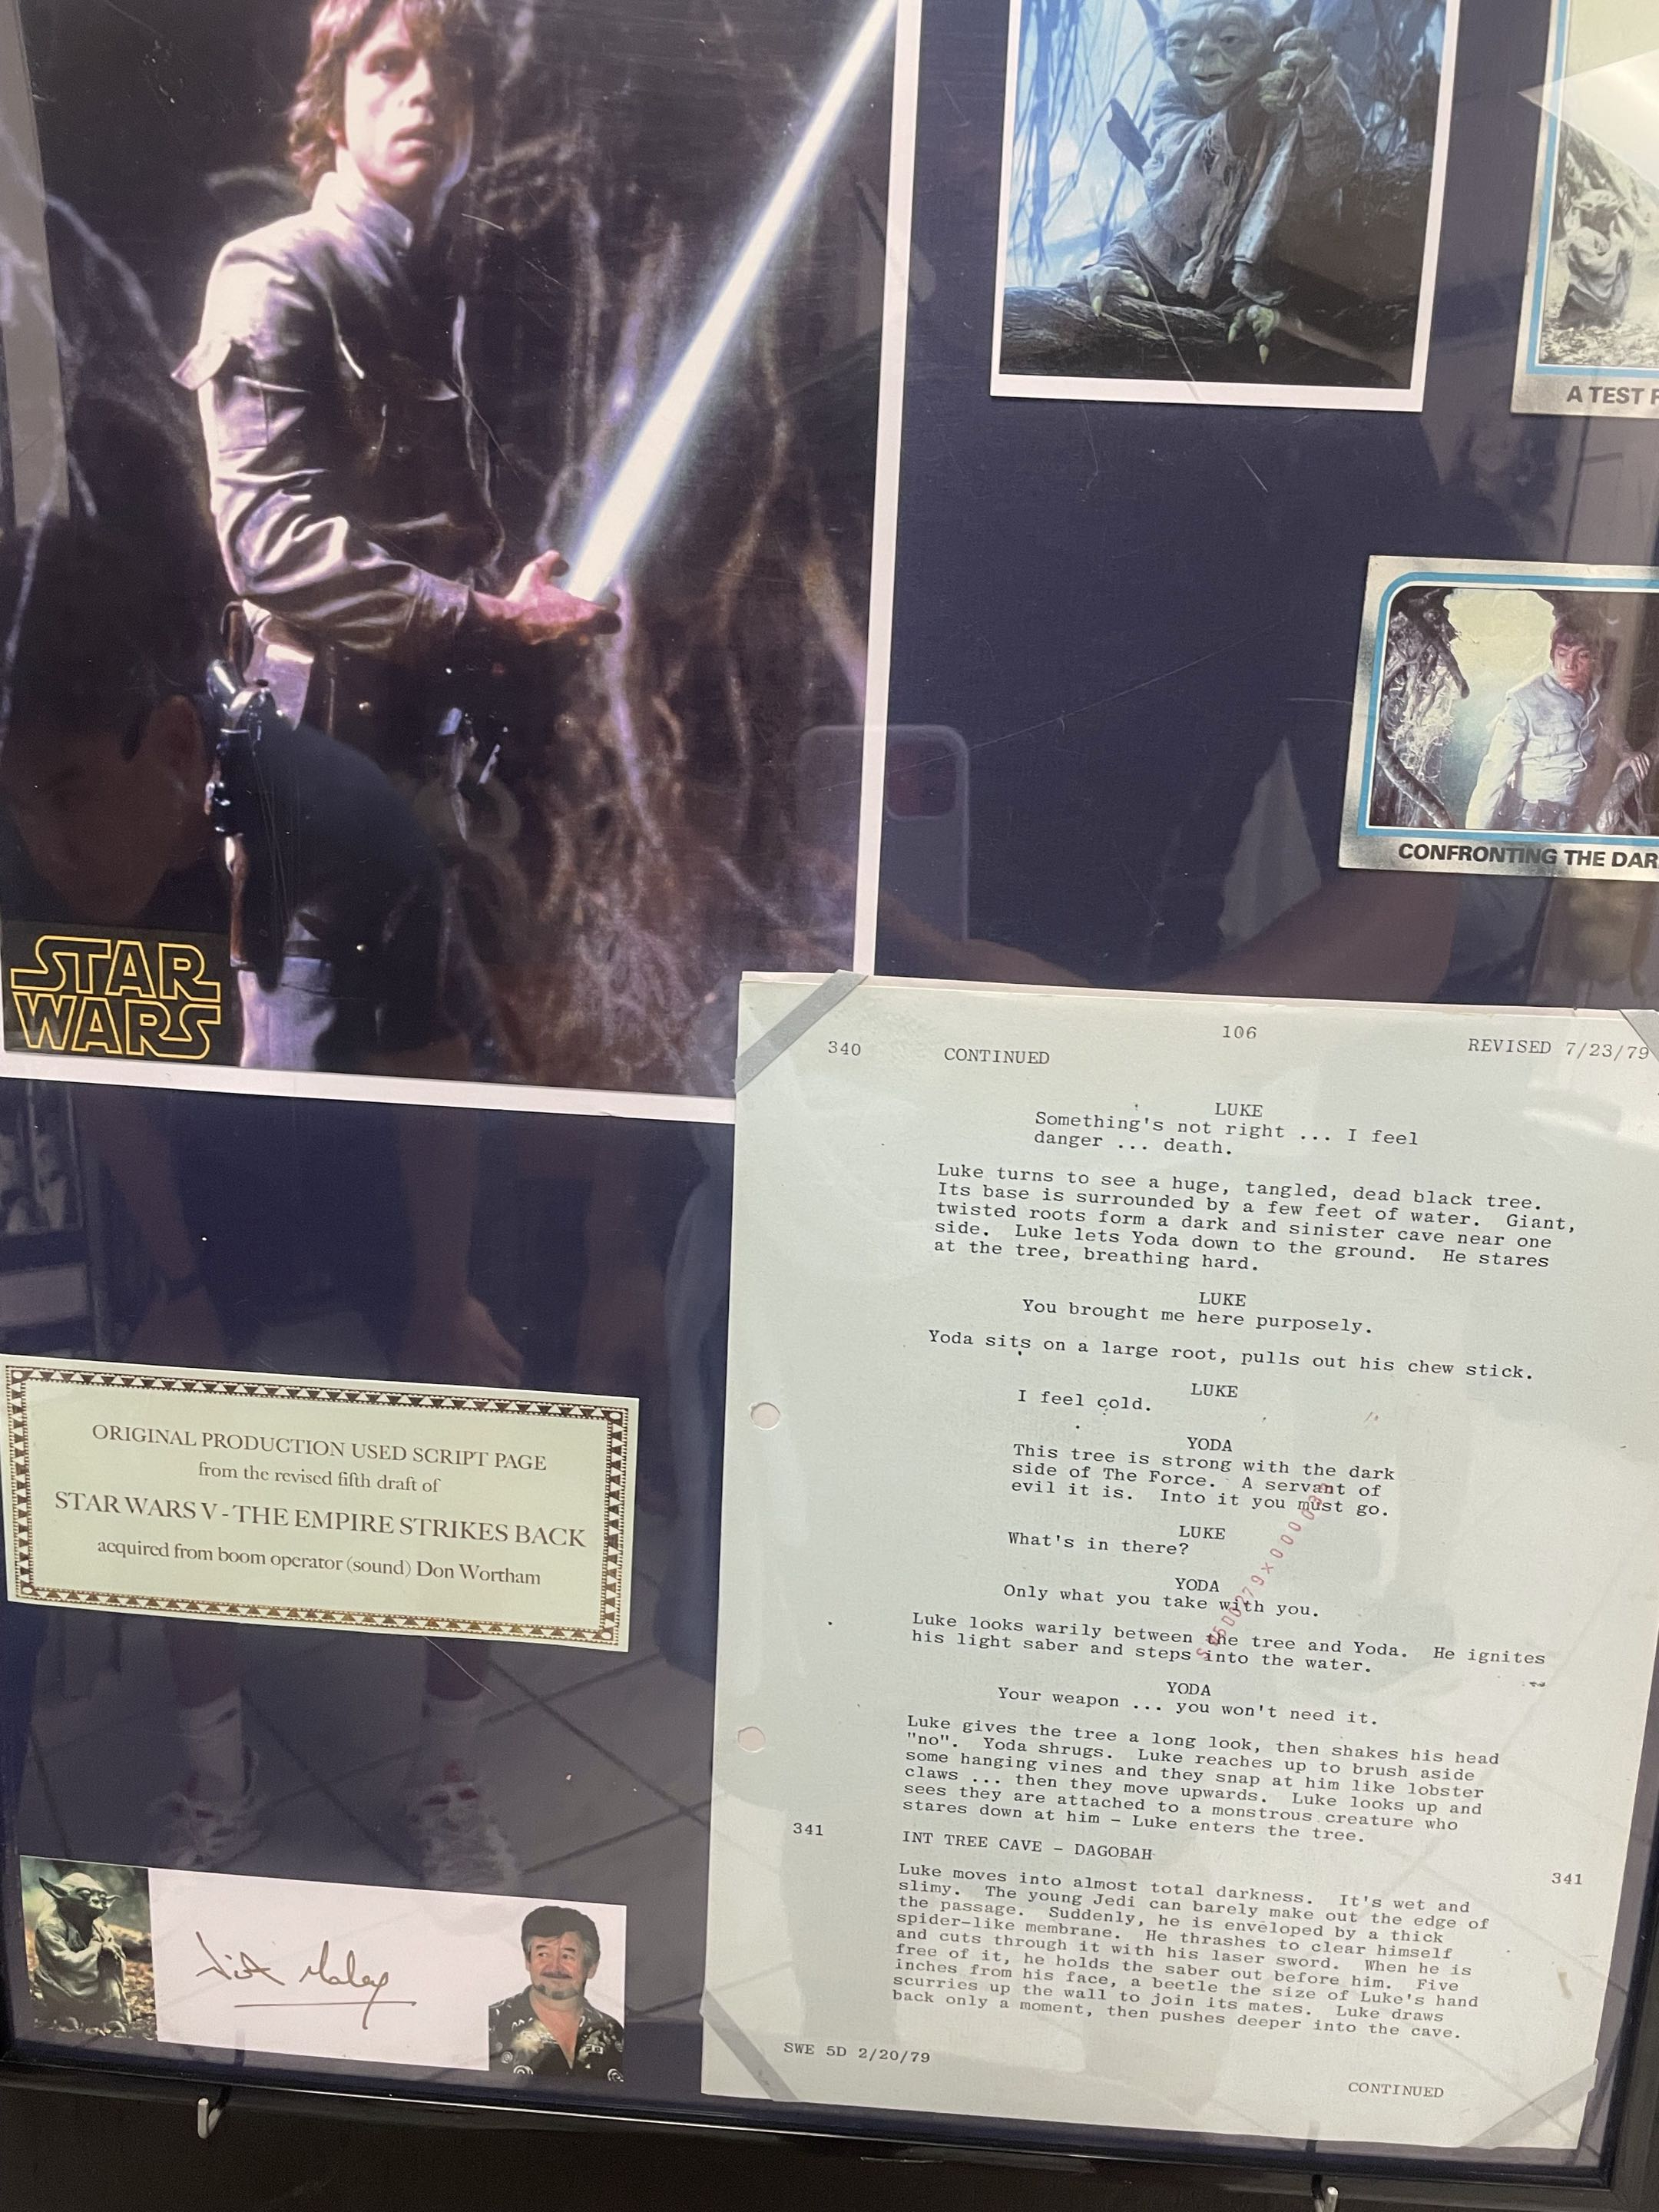 A TEST
CONFRONTING THE
STAR
WARS
106
340 CONTINUED REVISED 7/23/79
LUKE
Something's not right ... I feel
danger ... death.
Luke turns to see a huge, tangled, dead black tree.
Its base is surrounded by a few feet of water. Giant,
twisted roots form a dark and sinister cave near one
side. Luke lets Yoda down to the ground. He stares
at the tree, breathing hard.
LUKE
You brought me here purposely.
Yoda sits on a large root, pulls out his chew stick.
LUKE
I feel cold.
YODA
This tree is strong with the dark
side of The Force. A servant of
evil it is. Into it you must go.
LUKE
What's in there?
YODA
Only what you take with you.
Luke looks warily between the tree and Yoda. He ignites
his light saber and steps into the water.
YODA
Your weapon ... you won't need it.
Luke gives the tree a long look, then shakes his head
"no". Yoda shrugs. Luke reaches up to brush aside
some hanging vines and they snap at him like lobster
claws ... then they move upwards. Luke looks up and
sees they are attached to a monstrous creature who
stares down at him - Luke enters the tree.
341 INT TREE CAVE - DAGOBAH 341
Luke moves into almost total darkness. It's wet and
slimy. The young Jedi can barely make out the edge of
the passage. Suddenly, he is enveloped by a thick
spider-like membrane. He thrashes to clear himself
and cuts through it with his laser sword. When he is
free of it, he holds the saber out before him. Five
inches from his face, a beetle the size of Luke's hand
scurries up the wall to join its mates. Luke draws
back only a moment, then pushes deeper into the cave.
SWE 5D 2/20/79
CONTINUED
ORIGINAL PRODUCTION USED SCRIPT PAGE
from the revised fifth draft of
STAR WARS V - THE EMPIRE STRIKES BACK
acquired from boom operator (sound) Don Wortham